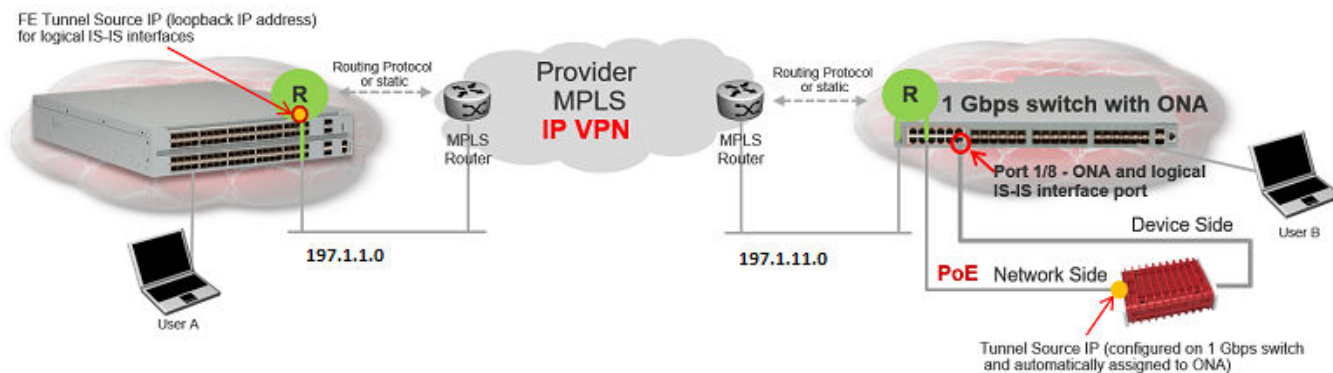 FE Tunnel Source IP (loopback IP address)
for logical IS-IS interfaces
R
Routing Protocol
or static
MPLS
Router
Provider
MPLS
IP VPN
Routing Protocol
or static
MPLS
Router
R
1 Gbps switch with ONA
Port 1/8 - ONA and logical
IS-IS interface port
User A
197.1.1.0
197.1.11.0
Device Side
User B
PoE Network Side
Tunnel Source IP (configured on 1 Gbps switch
and automatically assigned to ONA)